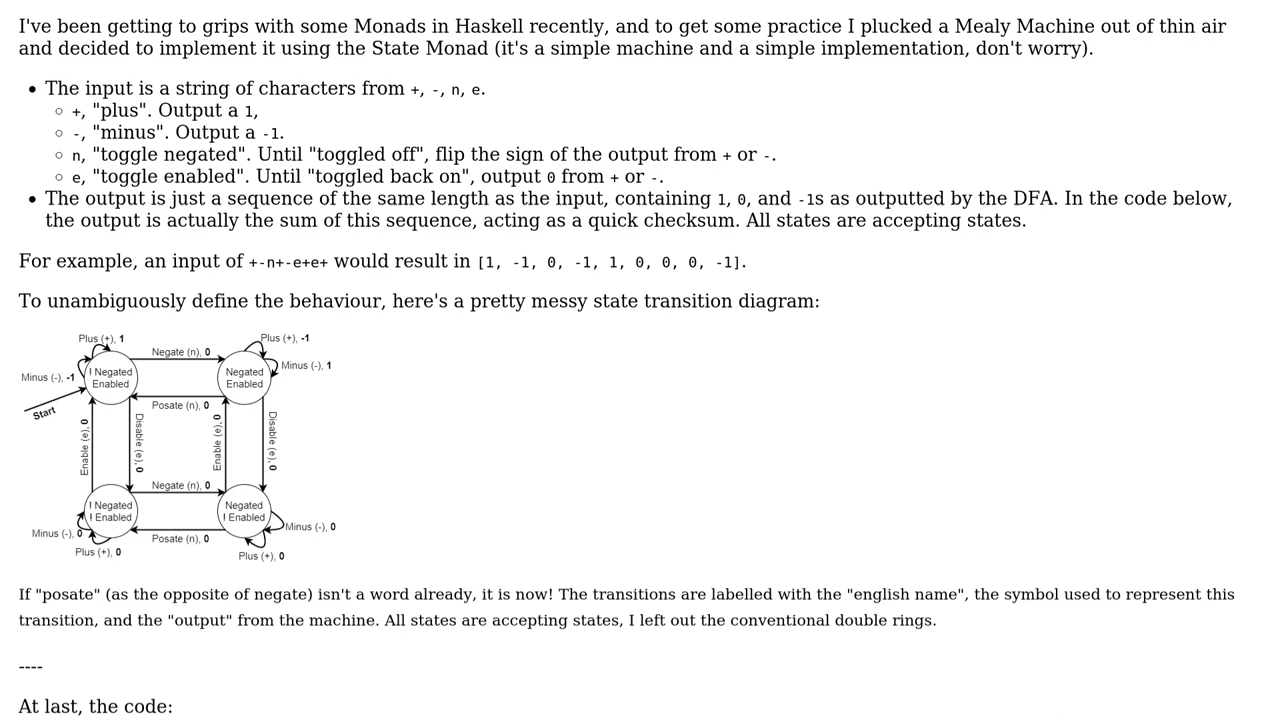 I've been getting to grips with some Monads in Haskell recently, and to get some practice I plucked a Mealy Machine out of thin air
and decided to implement it using the State Monad (it's a simple machine and a simple implementation, don't worry).
• The input is a string of characters from +, -, n, e.
◦ +, "plus". Output a 1,
◦ -, "minus". Output a -1.
◦ n, "toggle negated". Until "toggled off", flip the sign of the output from + or -.
◦ e, "toggle enabled". Until "toggled back on", output 0 from + or -.
• The output is just a sequence of the same length as the input, containing 1, 0, and -1s as outputted by the DFA. In the code below,
the output is actually the sum of this sequence, acting as a quick checksum. All states are accepting states.
For example, an input of +-n+-e+e+ would result in [1, -1, 0, -1, 1, 0, 0, 0, -1].
To unambiguously define the behaviour, here's a pretty messy state transition diagram:
Plus (+), 1
Plus (+), -1
Negate (n), 0
Minus (-), 1
Minus (-), -1
! Negated
Enabled
Negated
Enabled
Start
Posate (n), 0
Enable (e), 0
Disable (e), 0
Enable (e), 0
Disable (e), 0
Negate (n), 0
! Negated
! Enabled
Negated
! Enabled
Minus (-), 0
Minus (-), 0
Posate (n), 0
Plus (+), 0
Plus (+), 0
If "posate" (as the opposite of negate) isn't a word already, it is now! The transitions are labelled with the "english name", the symbol used to represent this
transition, and the "output" from the machine. All states are accepting states, I left out the conventional double rings.
----
At last, the code: